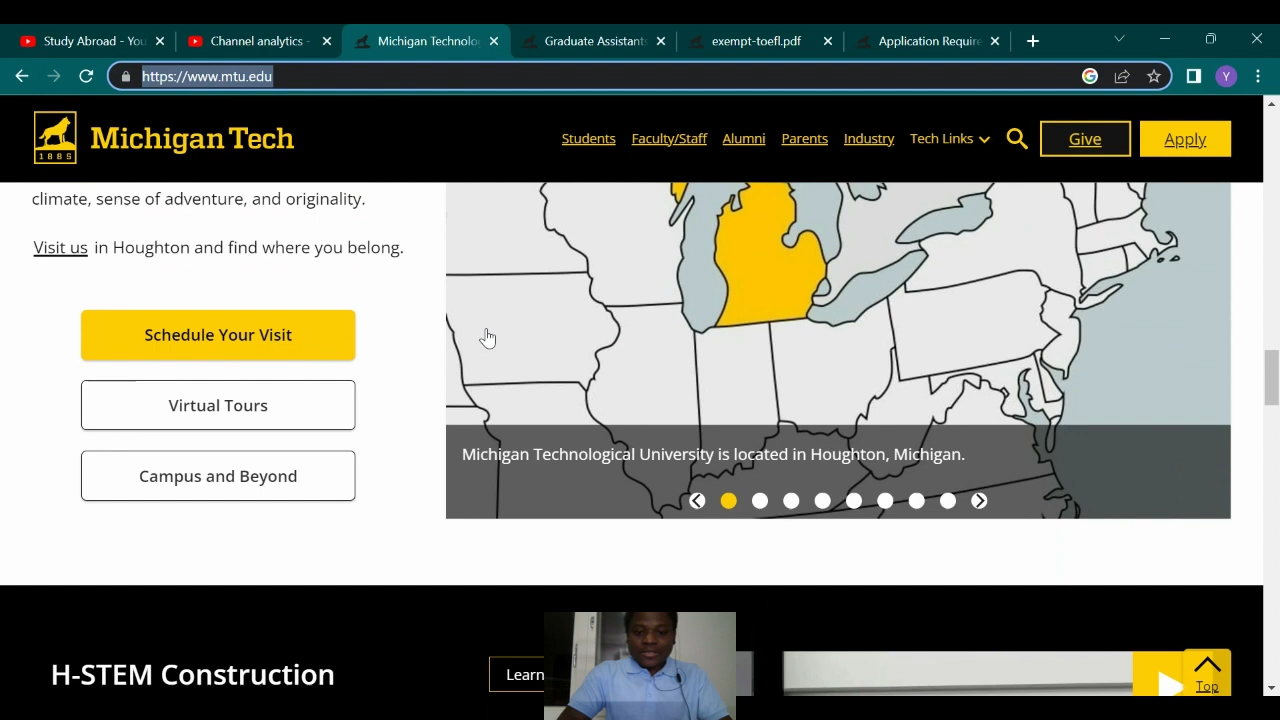 Study Abroad - You
Channel analytics -
Michigan Technolo
Graduate Assistants
exempt-toefl.pdf
Application Require
https://www.mtu.edu
G
Y
1885
Michigan Tech
Students
Faculty/Staff
Alumni
Parents
Industry
Tech Links
Give
Apply
climate, sense of adventure, and originality.
Visit us in Houghton and find where you belong.
Schedule Your Visit
Virtual Tours
Campus and Beyond
Michigan Technological University is located in Houghton, Michigan.
H-STEM Construction
Learn
Top